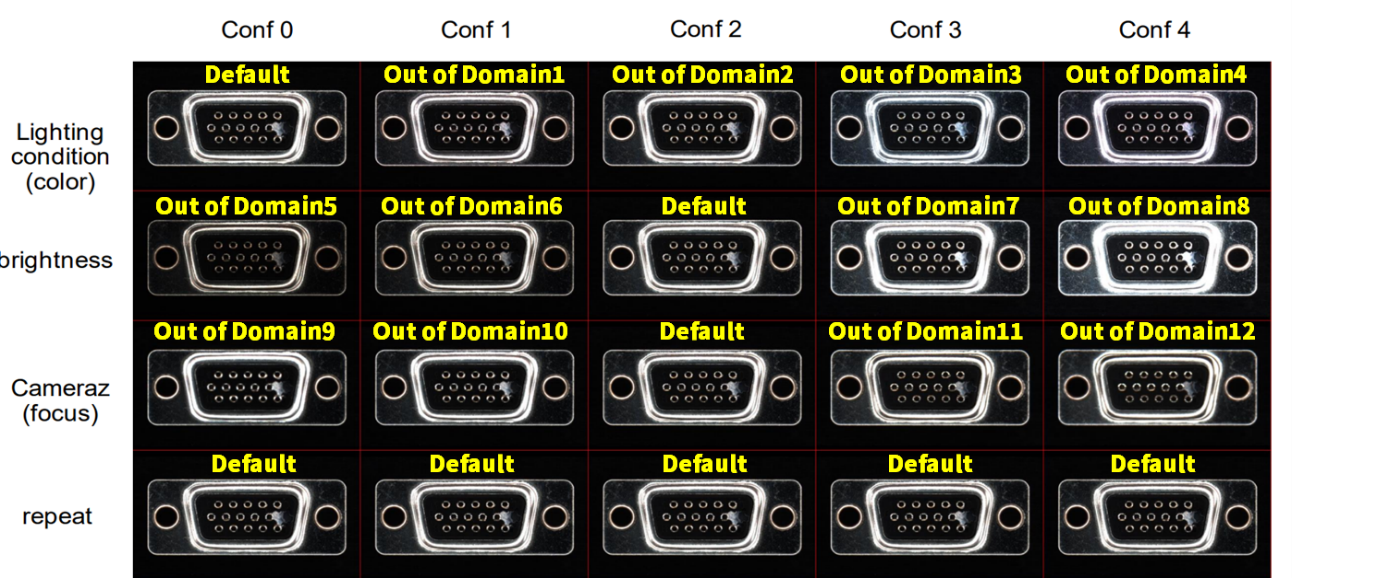 Conf 0 Conf 1 Conf 2 Conf 3 Conf 4
Default Out of Domain1 Out of Domain2 Out of Domain3 Out of Domain4
Lighting
condition
(color)
Out of Domain5 Out of Domain6 Default Out of Domain7 Out of Domain8
brightness
Out of Domain9 Out of Domain10 Default Out of Domain11 Out of Domain12
Cameraz
(focus)
Default Default Default Default Default
repeat